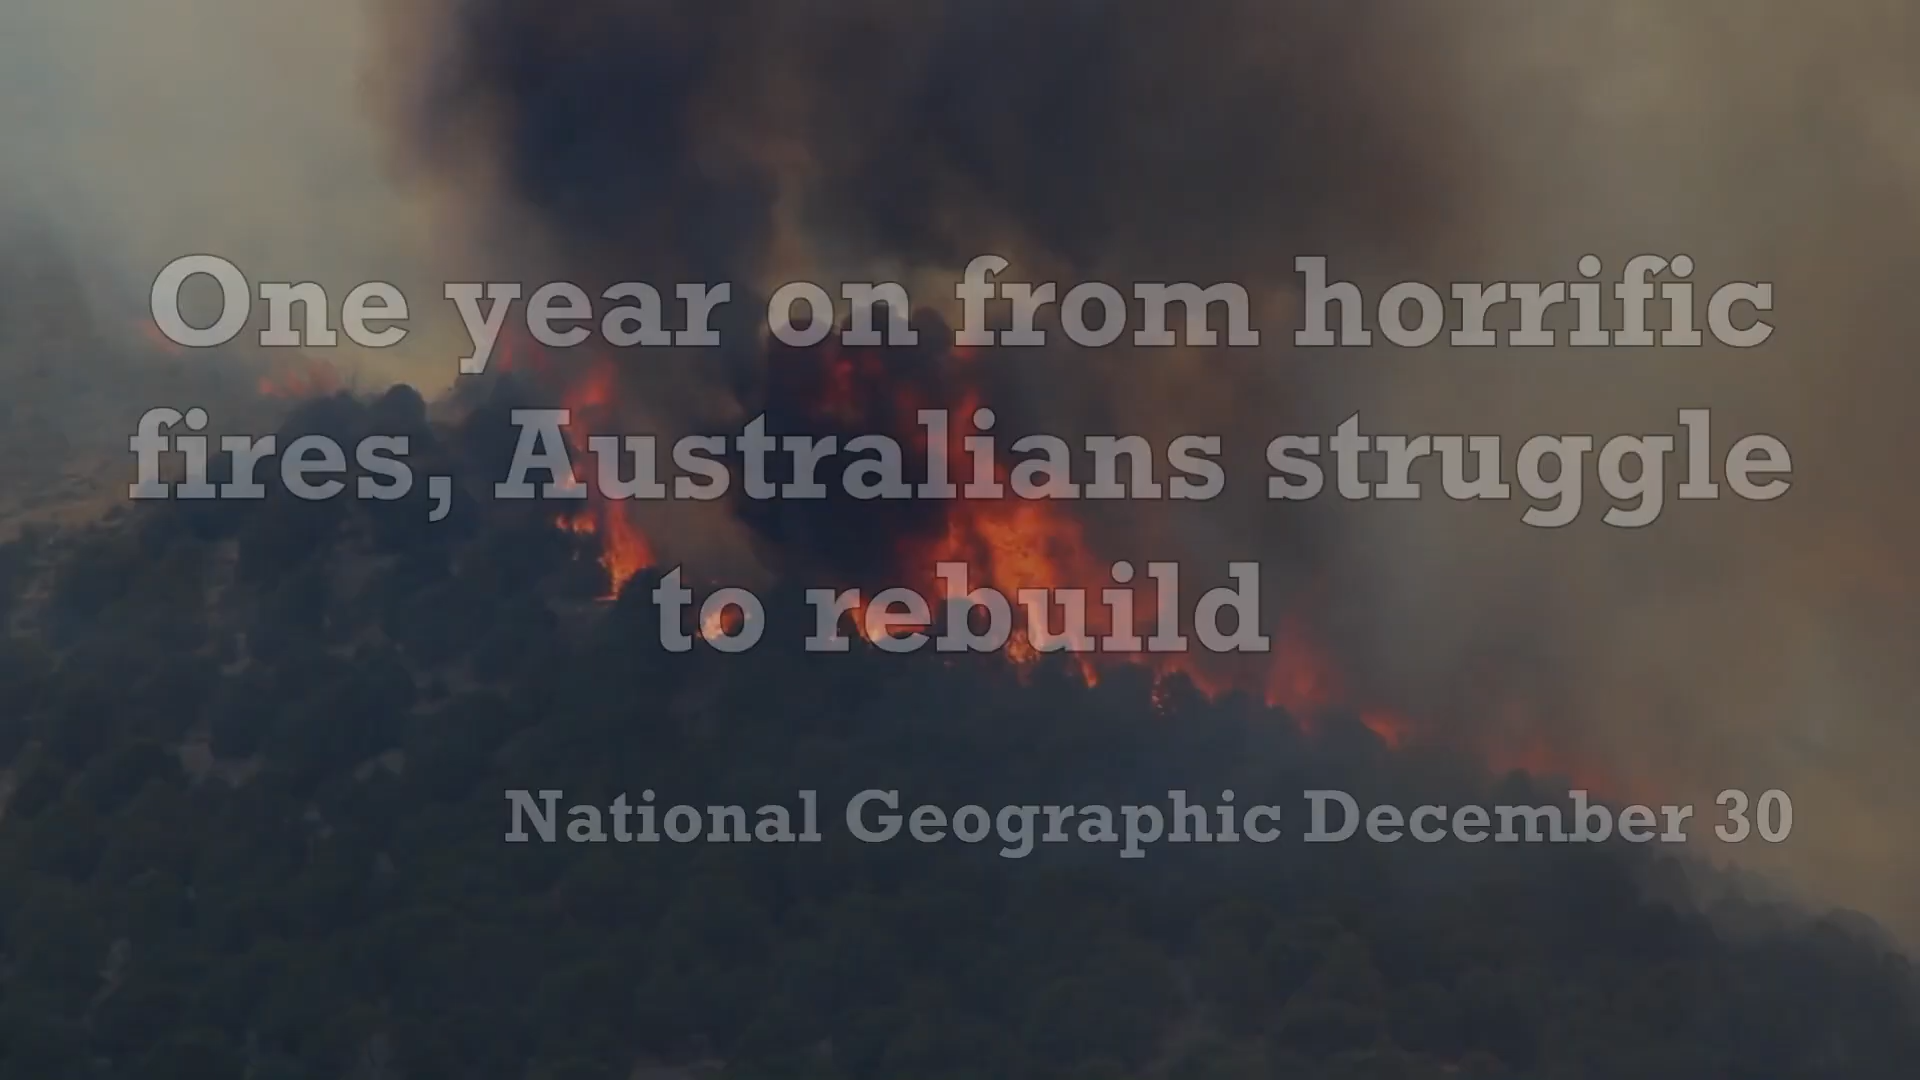 One year on from horrific
fires, Australians struggle
to rebuild
National Geographic December 30